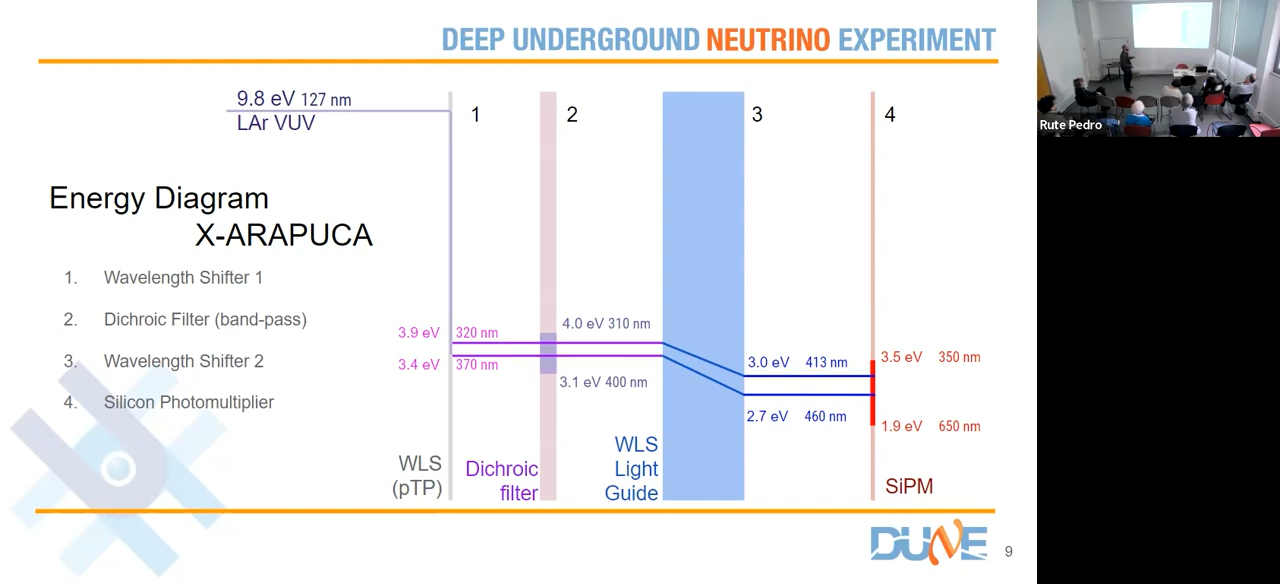 DEEP UNDERGROUND NEUTRINO EXPERIMENT
9.8 eV 127 nm
LAr VUV
1
2
3
4
Energy Diagram
X-ARAPUCA
1. Wavelength Shifter 1
2. Dichroic Filter (band-pass)
3. Wavelength Shifter 2
4. Silicon Photomultiplier
3.9 eV 320 nm
3.4 eV 370 nm
4.0 eV 310 nm
3.1 eV 400 nm
3.0 eV 413 nm
2.7 eV 460 nm
3.5 eV 350 nm
1.9 eV 650 nm
WLS
(pTP)
Dichroic
filter
WLS
Light
Guide
SiPM
DUNE
9
Rute Pedro